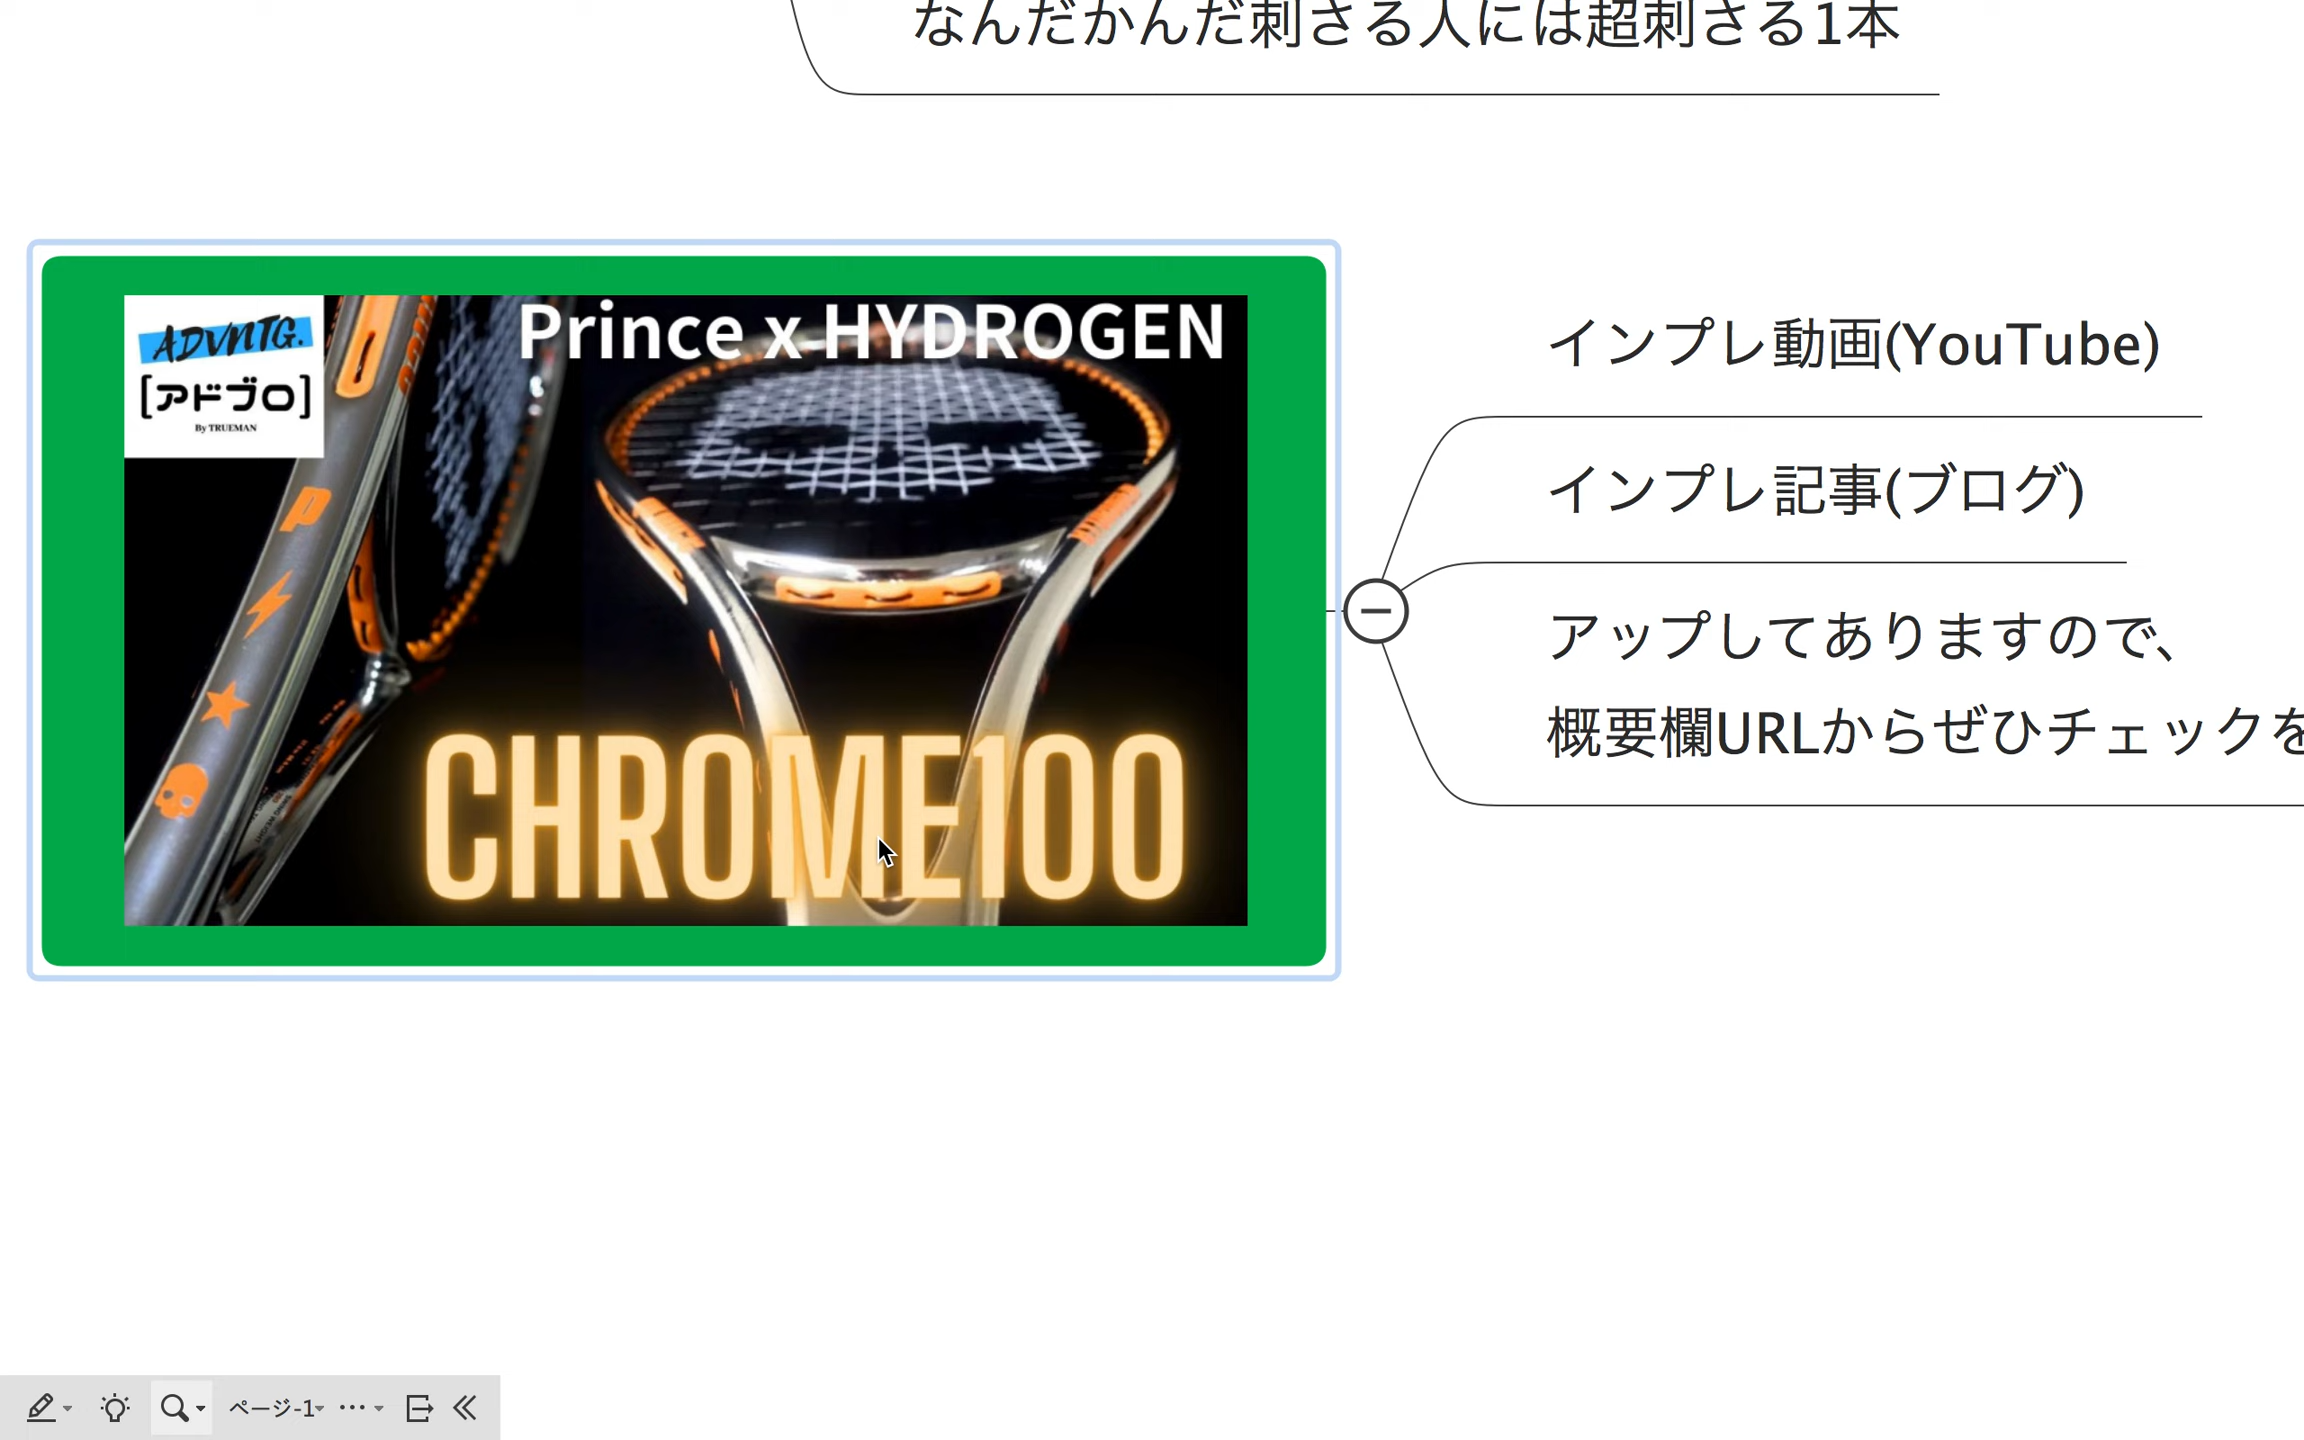 なんだかんだ刺さる人には超刺さる1本
ADVNTG.
[アドブロ]
By TRUEMAN
Prince x HYDROGEN
P
CHROME100
インプレ動画(YouTube)
インプレ記事(ブログ)
アップしてありますので、
概要欄URLからぜひチェックを
ページ-1